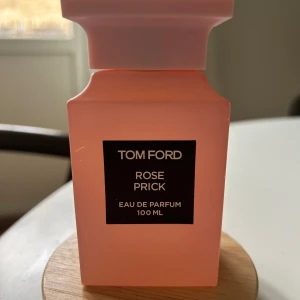 TOM FORD
ROSE
PRICK
EAU DE PARFUM
100 ML